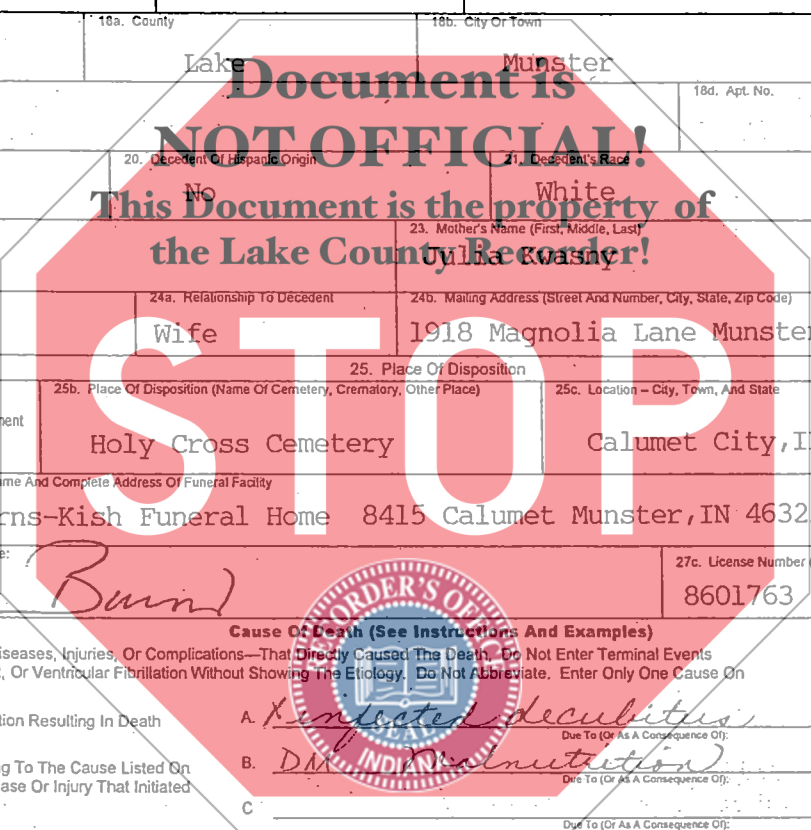 18a. County 18b. City Or Town
Lake Munster
Document is
18d. Apt. No.
NOT OFFICIAL!
20. Decedent Of Hispanic Origin 21. Decedent's Race
No White
This Document is the property of
23. Mother's Name (First, Middle, Last)
the Lake County Recorder!
Julia Kwasny
24a. Relationship To Decedent 24b. Mailing Address (Street And Number, City, State, Zip Code)
Wife 1918 Magnolia Lane Munster
STOP
25. Place Of Disposition
25b. Place Of Disposition (Name Of Cemetery, Crematory, Other Place) 25c. Location – City, Town, And State
ment
Holy Cross Cemetery Calumet City, I
me And Complete Address Of Funeral Facility
rns-Kish Funeral Home 8415 Calumet Munster, IN 4632
e: 27c. License Number (
8601763
RECORDER'S OFFICE
SEAL
INDIANA
Cause Of Death (See Instructions And Examples)
iseases, Injuries, Or Complications—That Directly Caused The Death. Do Not Enter Terminal Events
, Or Ventricular Fibrillation Without Showing The Etiology. Do Not Abbreviate. Enter Only One Cause On
tion Resulting In Death A. infected decubitus
Due To (Or As A Consequence Of):
B. DM Malnutrition
g To The Cause Listed On
Due To (Or As A Consequence Of):
ase Or Injury That Initiated
C
Due To (Or As A Consequence Of):